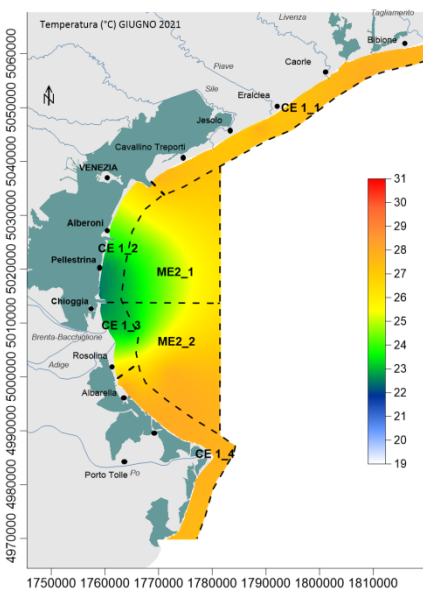 Temperatura (°C) GIUGNO 2021
Tagliamento
Livenza
Bibione
Caorle
Piave
Eraclea
Sile
CE 1_1
Jesolo
Cavallino Treporti
VENEZIA
Alberoni
CE 1_2
Pellestrina
ME2_1
Chioggia
CE 1_3
Brenta-Bacchiglione
ME2_2
Rosolina
Adige
Albarella
CE 1_4
Porto Tolle
Po
N
5060000
5050000
5040000
5030000
5020000
5010000
5000000
4990000
4980000
4970000
31
30
29
28
27
26
25
24
23
22
21
20
19
1750000 1760000 1770000 1780000 1790000 1800000 1810000